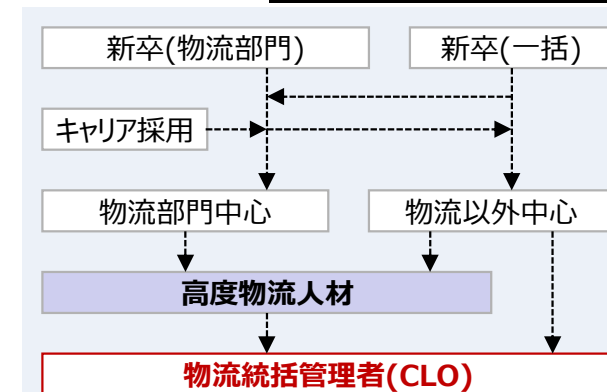 新卒(物流部門)
新卒(一括)
キャリア採用
物流部門中心
物流以外中心
高度物流人材
物流統括管理者(CLO)